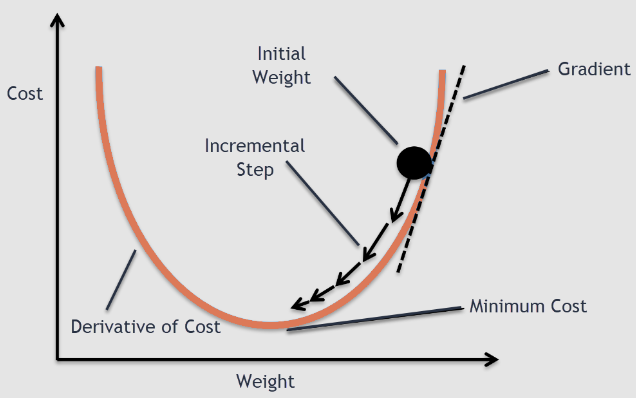 Initial
Weight
Gradient
Cost
Incremental
Step
Minimum Cost
Derivative of Cost
Weight